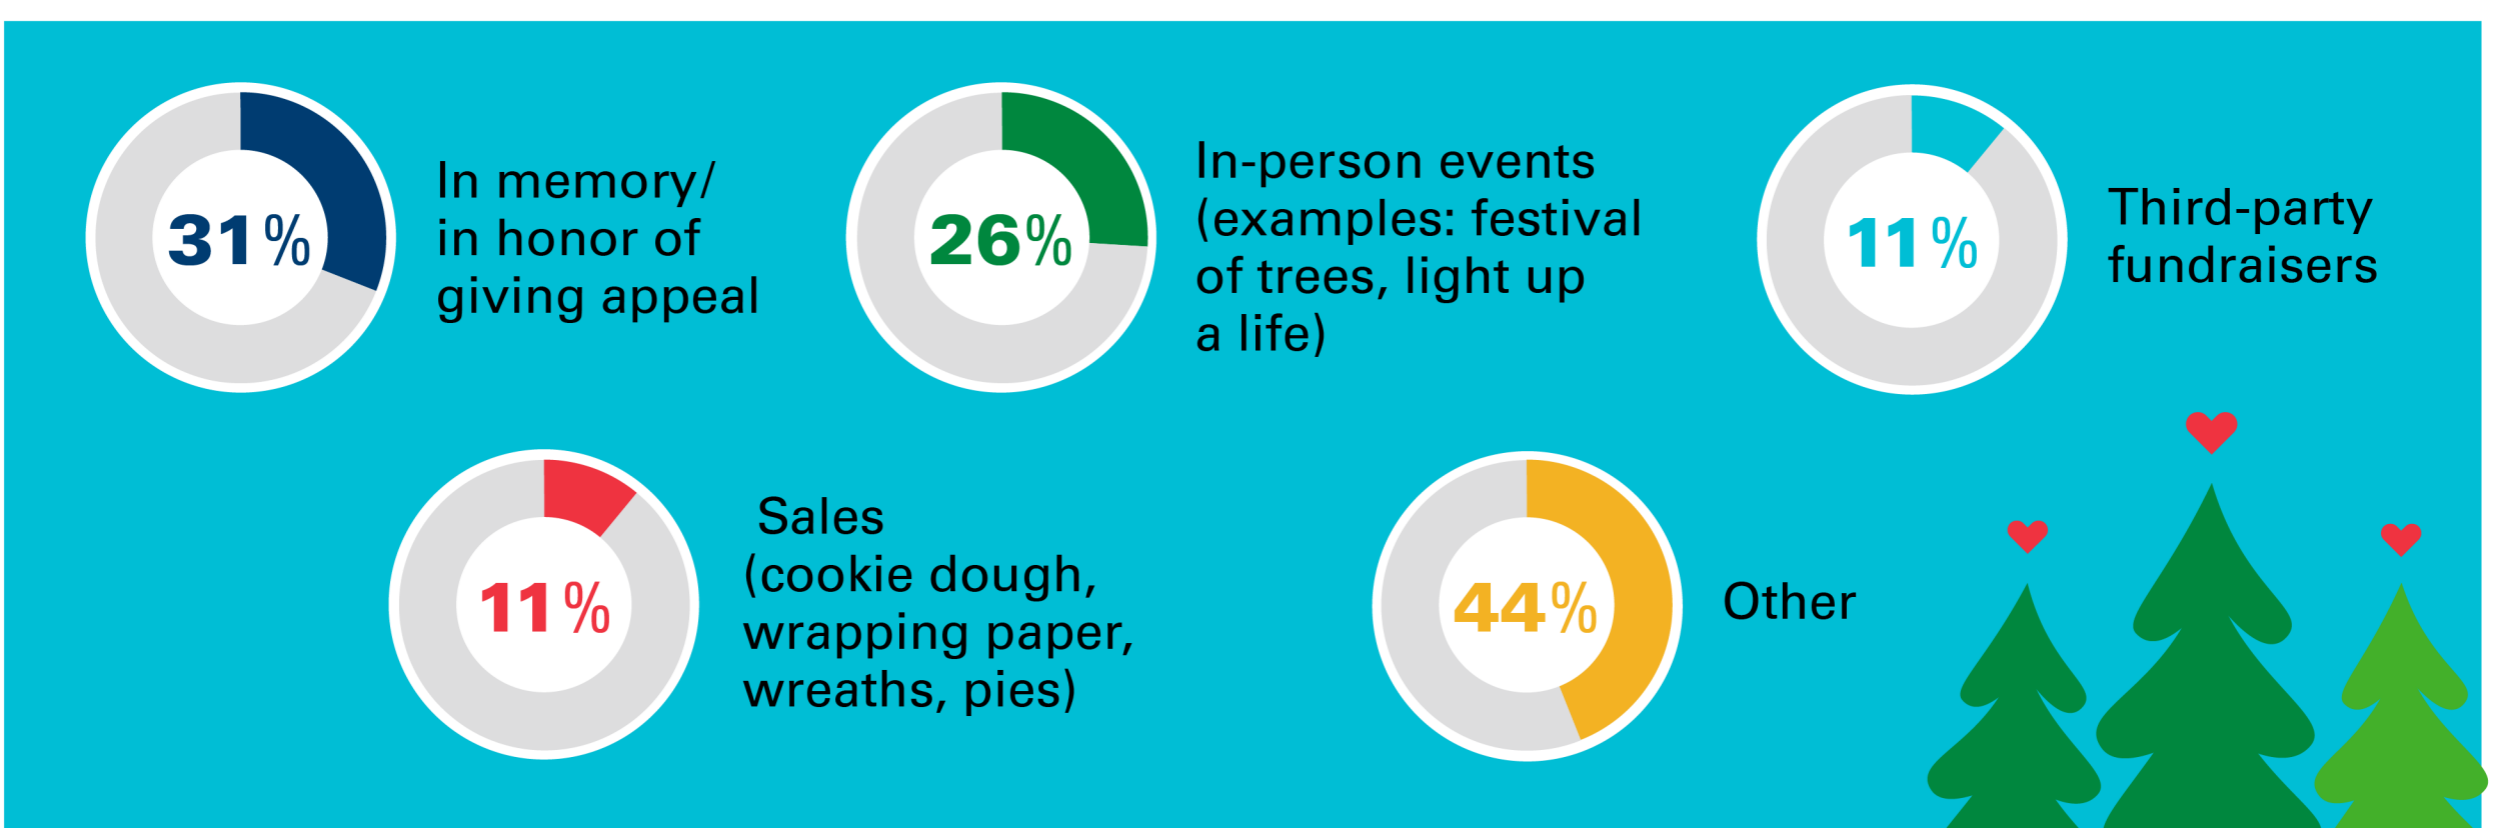 31%
In memory/
in honor of
giving appeal
26%
In-person events
(examples: festival
of trees, light up
a life)
11%
Third-party
fundraisers
11%
Sales
(cookie dough,
wrapping paper,
wreaths, pies)
44%
Other